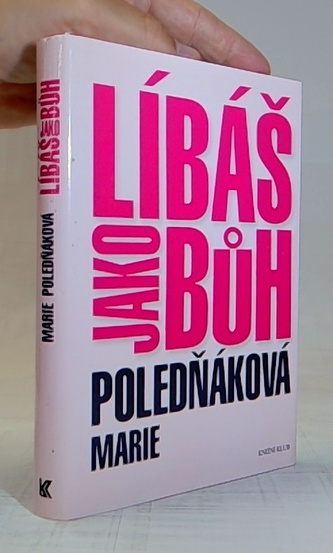 LÍBÁŠ
JAKO
BŮH
POLEDŇÁKOVÁ
MARIE
KNIŽNÍ KLUB
MARIE POLEDŇÁKOVÁ LÍBÁŠ JAKO BŮH